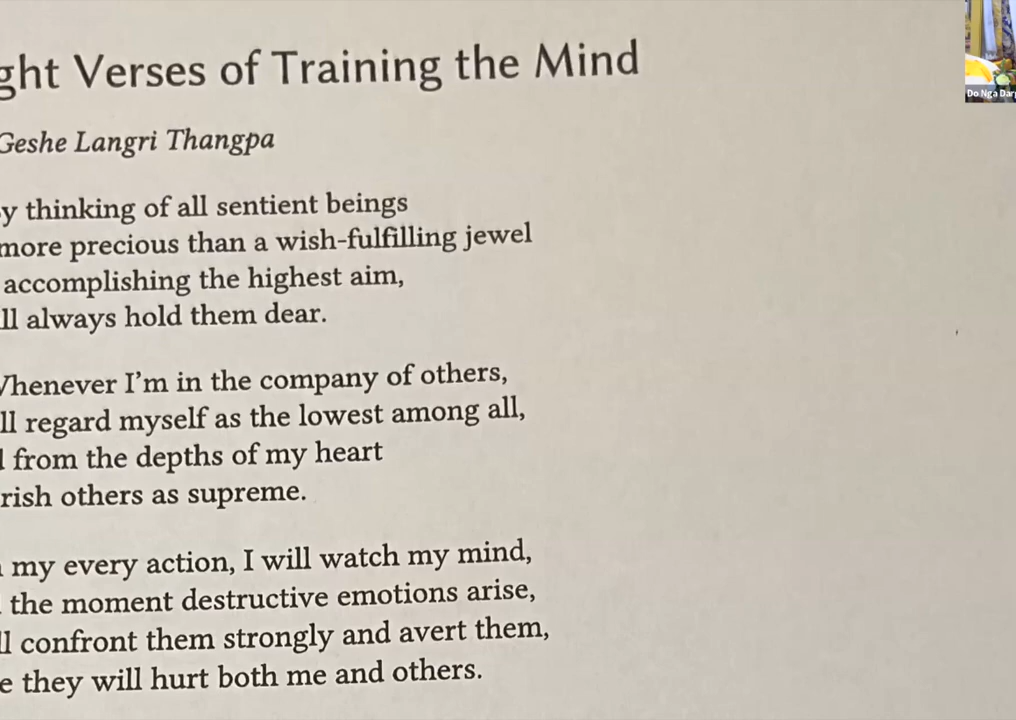 ght Verses of Training the Mind
Geshe Langri Thangpa
y thinking of all sentient beings
more precious than a wish-fulfilling jewel
accomplishing the highest aim,
ll always hold them dear.
Whenever I'm in the company of others,
ll regard myself as the lowest among all,
from the depths of my heart
rish others as supreme.
my every action, I will watch my mind,
the moment destructive emotions arise,
ll confront them strongly and avert them,
e they will hurt both me and others.
Do Nga Darg